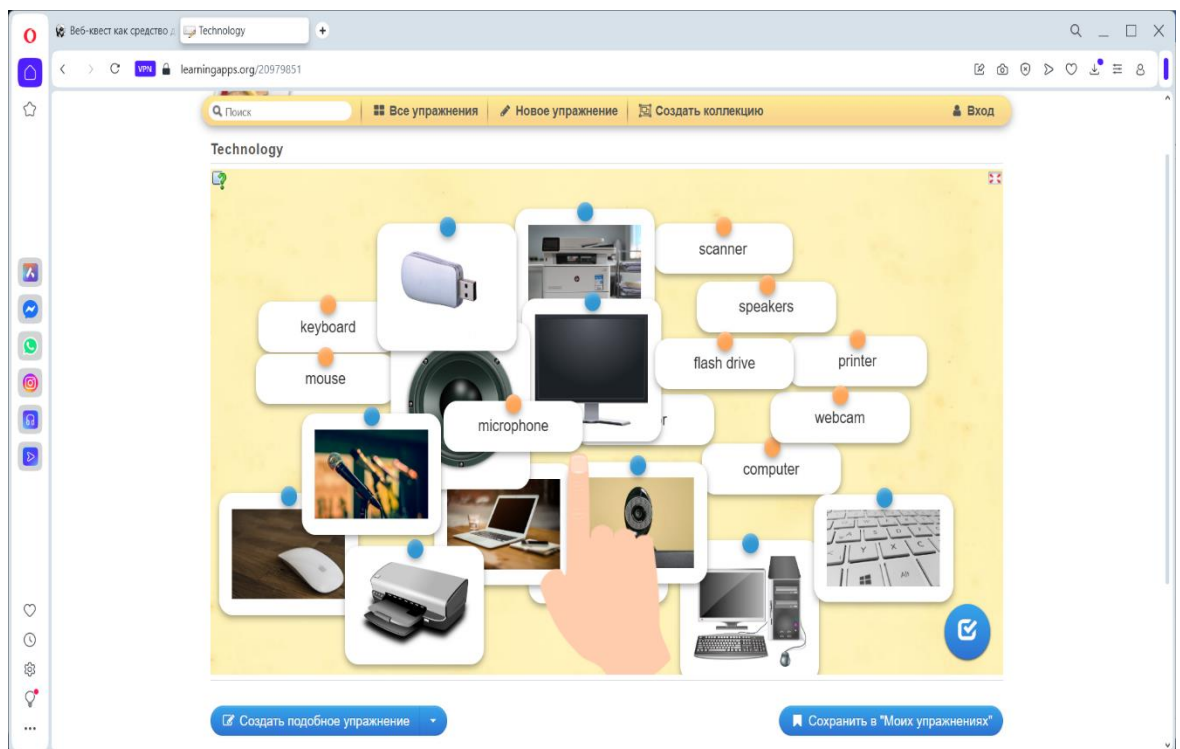 Веб-квест как средство д
Technology
VPN
learningapps.org/20979851
Поиск
Все упражнения
Новое упражнение
Создать коллекцию
Вход
Technology
scanner
speakers
keyboard
flash drive
printer
mouse
microphone
r
webcam
computer
Создать подобное упражнение
Сохранить в "Моих упражнениях"